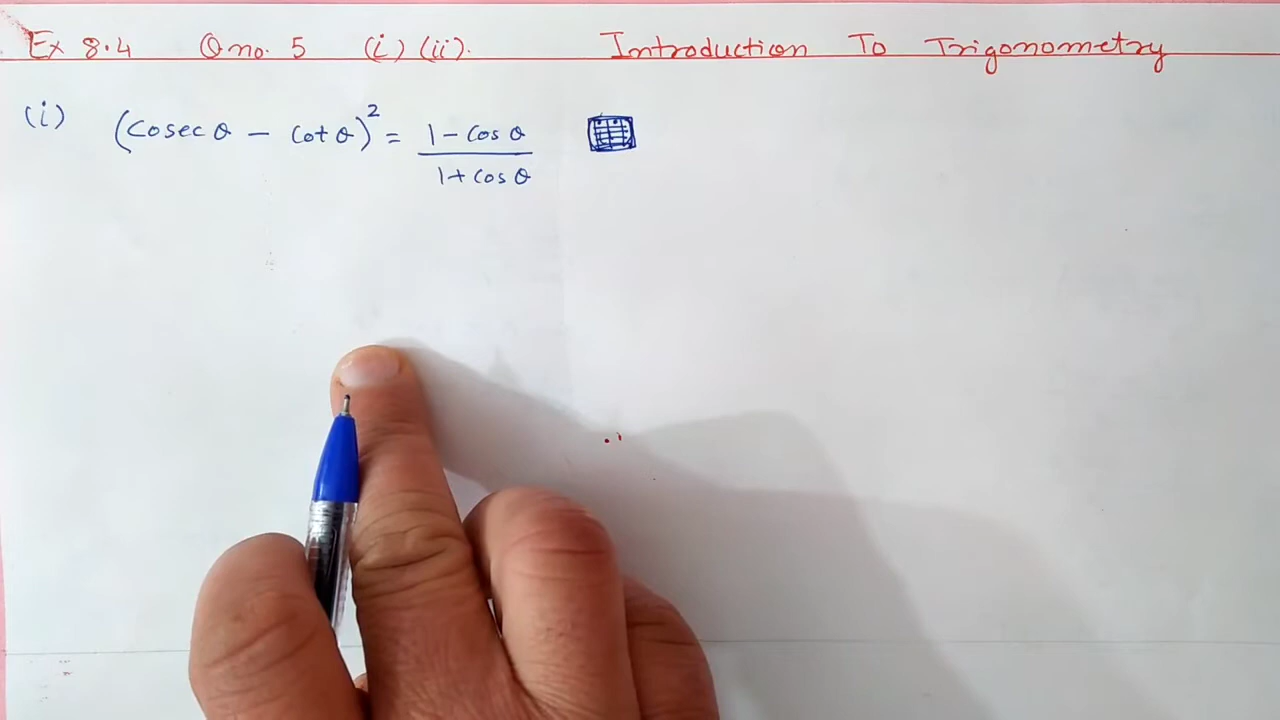 Ex 8.4 Q no. 5 (i) (ii). Introduction To Trigonometry
(i) (Cosec θ - Cot θ)² = 1 - Cos θ / 1 + Cos θ